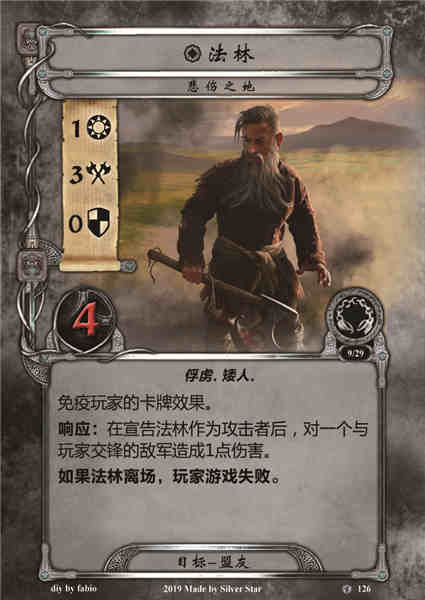 法林
悲伤之地
1
3
0
4
9/29
俘虏. 矮人.
免疫玩家的卡牌效果。
响应：在宣告法林作为攻击者后，对一个与
玩家交锋的敌军造成1点伤害。
如果法林离场，玩家游戏失败。
目标-盟友
diy by fabio
2019 Made by Silver Star
126